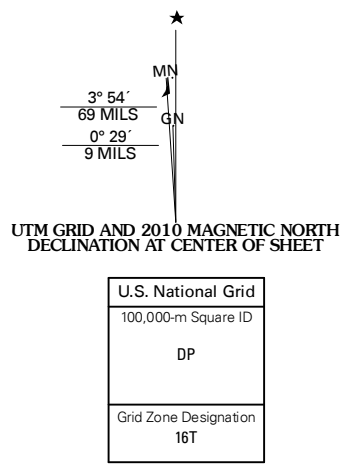 ★
MN
3° 54´
69 MILS
GN
0° 29´
9 MILS
UTM GRID AND 2010 MAGNETIC NORTH
DECLINATION AT CENTER OF SHEET
U.S. National Grid
100,000-m Square ID
DP
Grid Zone Designation
16T